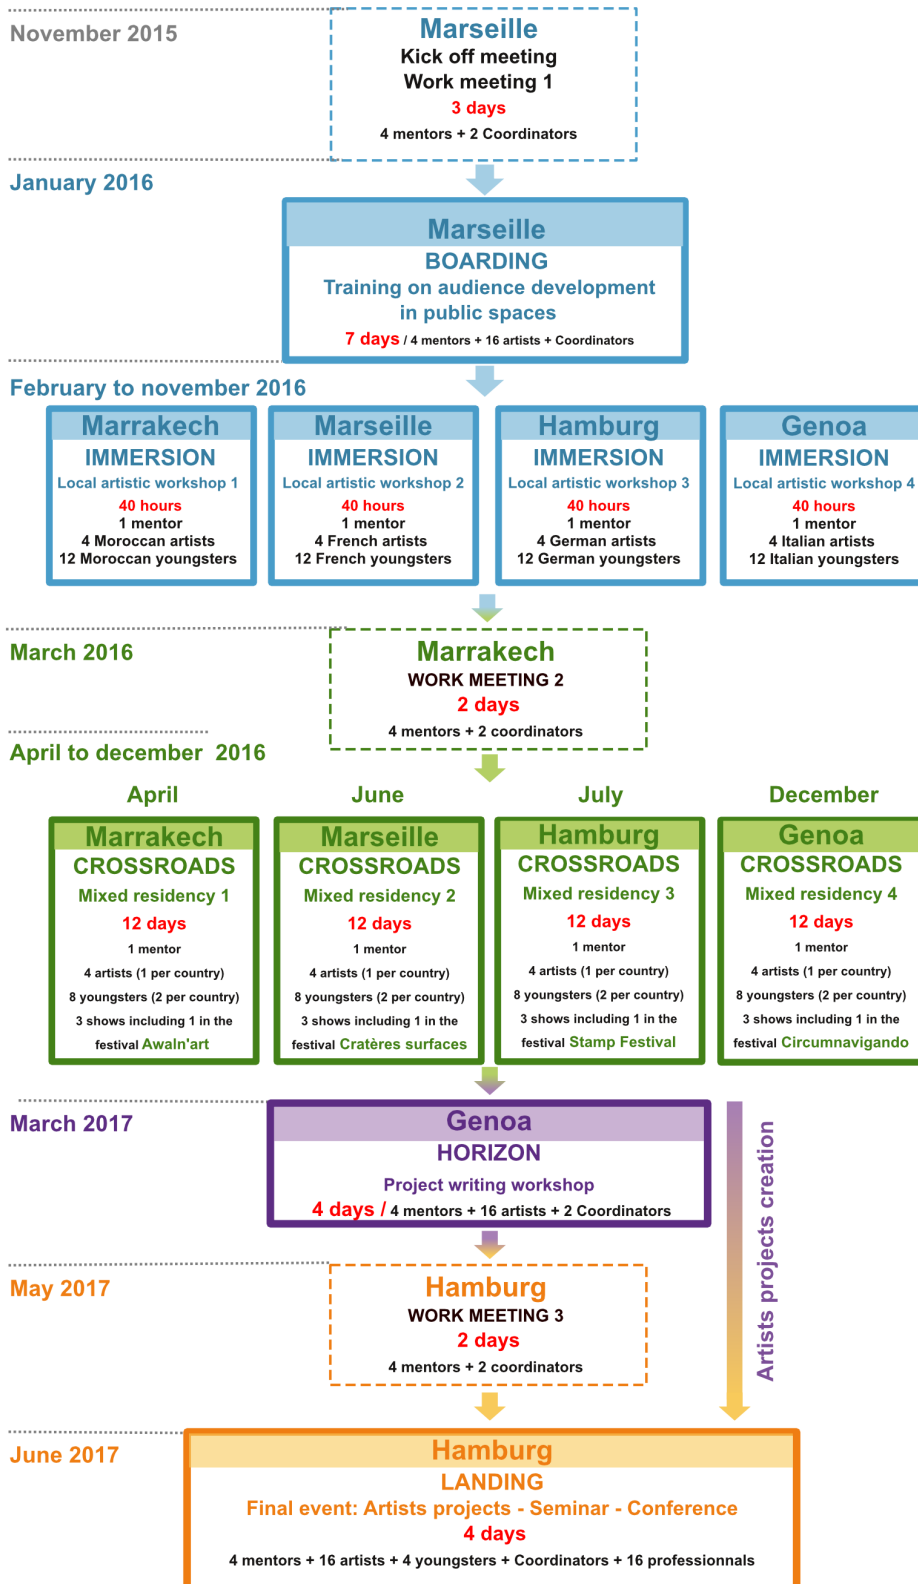 November 2015
Marseille
Kick off meeting
Work meeting 1
3 days
4 mentors + 2 Coordinators
January 2016
Marseille
BOARDING
Training on audience development
in public spaces
7 days / 4 mentors + 16 artists + Coordinators
February to november 2016
Marrakech
IMMERSION
Local artistic workshop 1
40 hours
1 mentor
4 Moroccan artists
12 Moroccan youngsters
Marseille
IMMERSION
Local artistic workshop 2
40 hours
1 mentor
4 French artists
12 French youngsters
Hamburg
IMMERSION
Local artistic workshop 3
40 hours
1 mentor
4 German artists
12 German youngsters
Genoa
IMMERSION
Local artistic workshop 4
40 hours
1 mentor
4 Italian artists
12 Italian youngsters
March 2016
Marrakech
WORK MEETING 2
2 days
4 mentors + 2 coordinators
April to december 2016
April
Marrakech
CROSSROADS
Mixed residency 1
12 days
1 mentor
4 artists (1 per country)
8 youngsters (2 per country)
3 shows including 1 in the
festival Awaln'art
June
Marseille
CROSSROADS
Mixed residency 2
12 days
1 mentor
4 artists (1 per country)
8 youngsters (2 per country)
3 shows including 1 in the
festival Cratères surfaces
July
Hamburg
CROSSROADS
Mixed residency 3
12 days
1 mentor
4 artists (1 per country)
8 youngsters (2 per country)
3 shows including 1 in the
festival Stamp Festival
December
Genoa
CROSSROADS
Mixed residency 4
12 days
1 mentor
4 artists (1 per country)
8 youngsters (2 per country)
3 shows including 1 in the
festival Circumnavigando
March 2017
Genoa
HORIZON
Project writing workshop
4 days / 4 mentors + 16 artists + 2 Coordinators
Artists projects creation
May 2017
Hamburg
WORK MEETING 3
2 days
4 mentors + 2 coordinators
June 2017
Hamburg
LANDING
Final event: Artists projects - Seminar - Conference
4 days
4 mentors + 16 artists + 4 youngsters + Coordinators + 16 professionnals